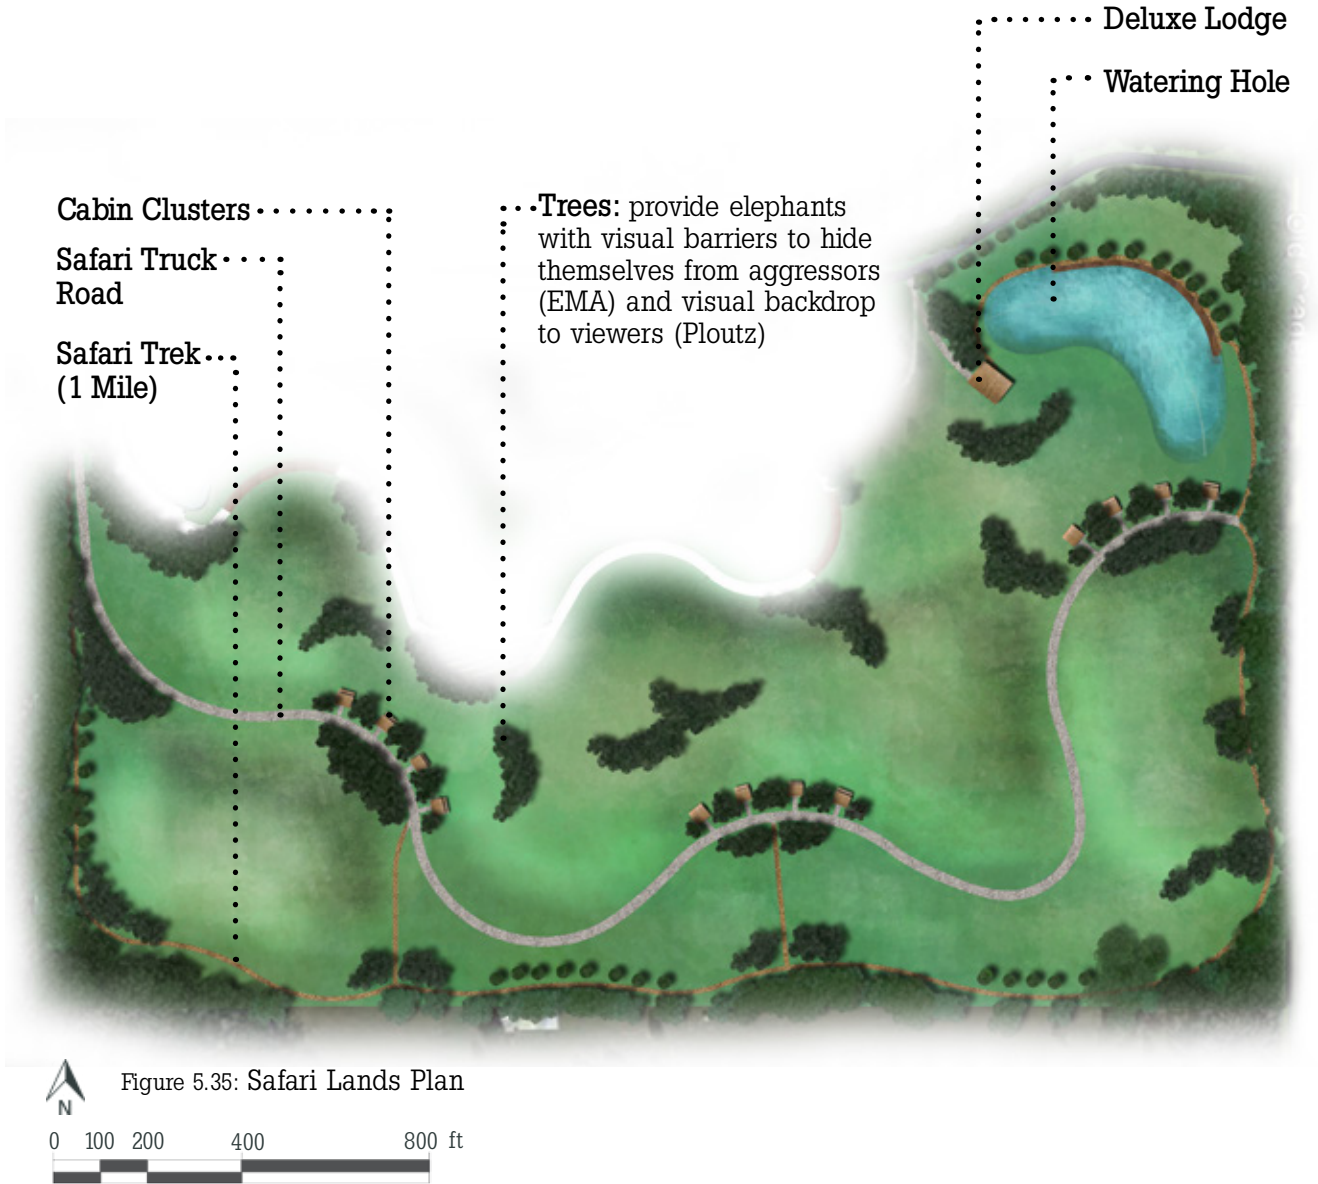 Deluxe Lodge
Watering Hole
Cabin Clusters
Safari Truck
Road
Safari Trek
(1 Mile)
Trees: provide elephants
with visual barriers to hide
themselves from aggressors
(EMA) and visual backdrop
to viewers (Ploutz)
N
Figure 5.35: Safari Lands Plan
0 100 200 400 800 ft